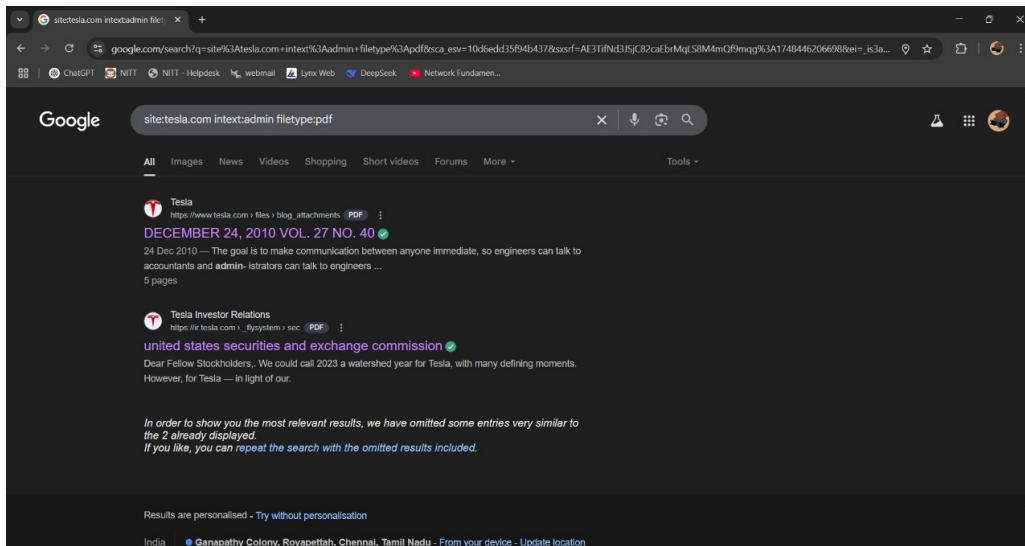 site:tesla.com intext:admin filet
google.com/search?q=site%3Atesla.com+intext%3Aadmin+filetype%3Apdf&sca_esv=10d6edd35f94b437&sxsrf=AE3TifNd3JSjC82caEbrMqLS8M4mQf9mqg%3A1748446206698&ei=_is3a...
ChatGPT NITT NITT - Helpdesk webmail Lynx Web DeepSeek Network Fundamen...
Google
site:tesla.com intext:admin filetype:pdf
All Images News Videos Shopping Short videos Forums More Tools
Tesla
https://www.tesla.com › files › blog_attachments PDF
DECEMBER 24, 2010 VOL. 27 NO. 40
24 Dec 2010 — The goal is to make communication between anyone immediate, so engineers can talk to
accountants and admin- istrators can talk to engineers ...
5 pages
Tesla Investor Relations
https://ir.tesla.com › _flysystem › sec PDF
united states securities and exchange commission
Dear Fellow Stockholders,. We could call 2023 a watershed year for Tesla, with many defining moments.
However, for Tesla — in light of our.
In order to show you the most relevant results, we have omitted some entries very similar to
the 2 already displayed.
If you like, you can repeat the search with the omitted results included.
Results are personalised - Try without personalisation
India Ganapathy Colony, Royapettah, Chennai, Tamil Nadu - From your device - Update location